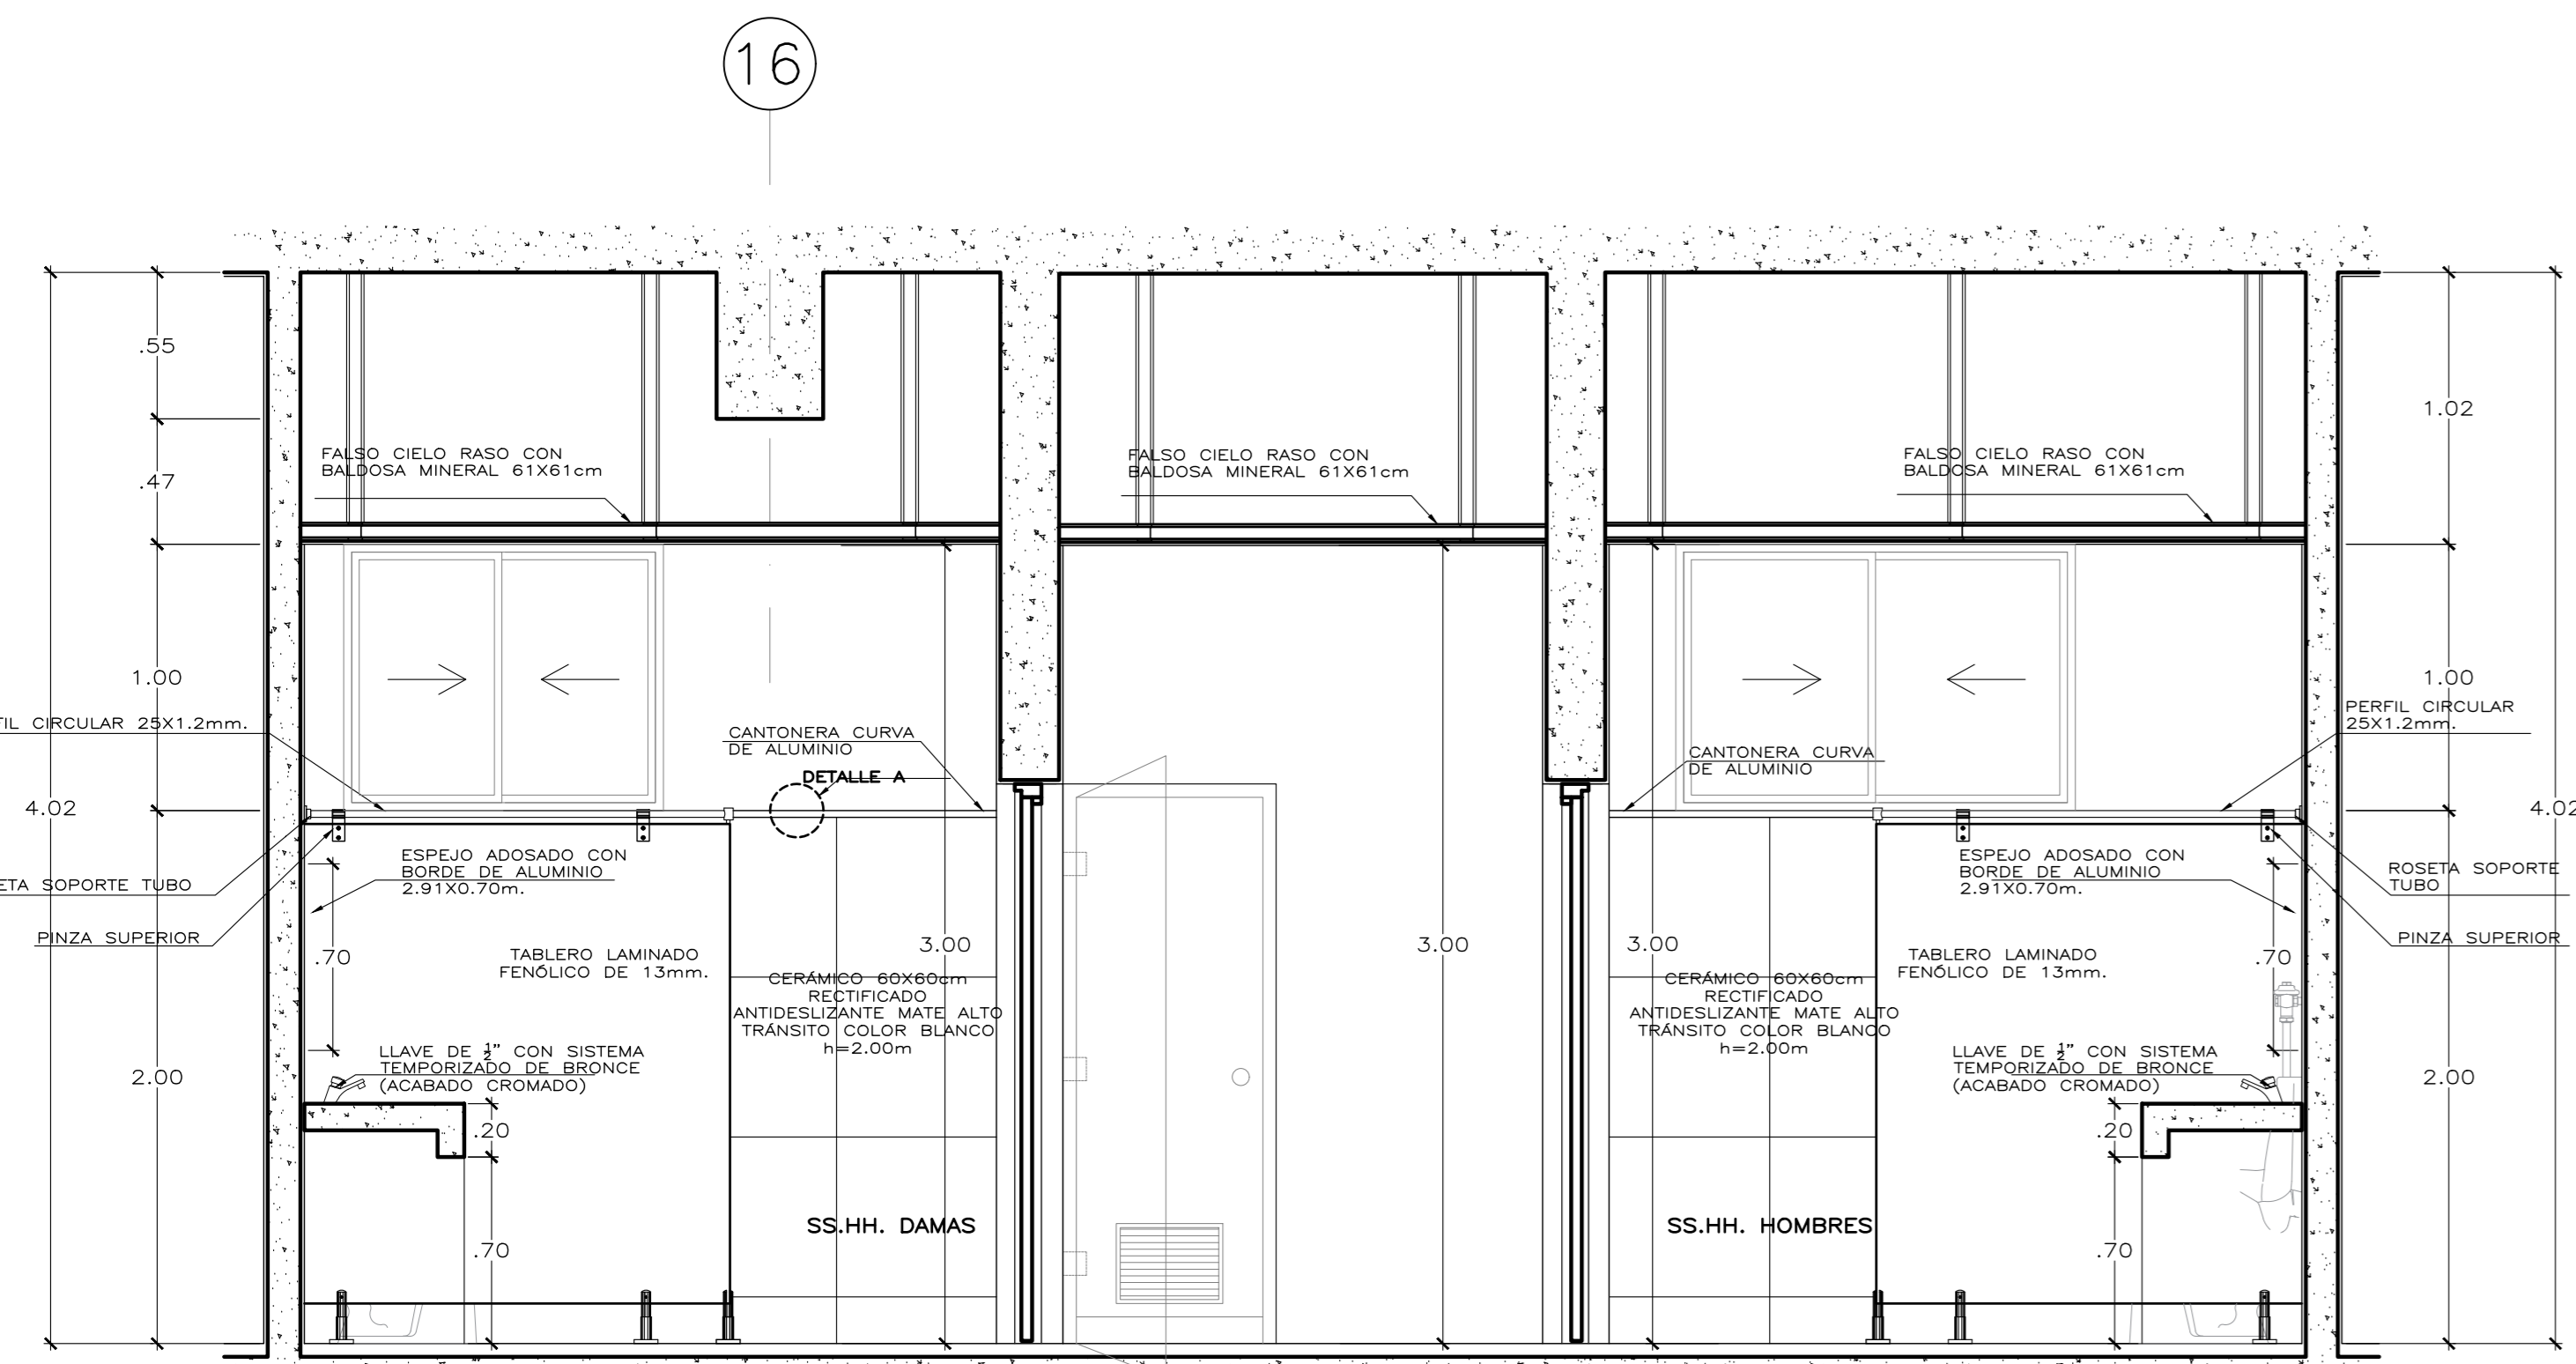 16
.55
.47
1.00
4.02
2.00
1.02
1.00
4.02
2.00
FALSO CIELO RASO CON
BALDOSA MINERAL 61X61cm
FALSO CIELO RASO CON
BALDOSA MINERAL 61X61cm
FALSO CIELO RASO CON
BALDOSA MINERAL 61X61cm
FIL CIRCULAR 25X1.2mm.
CANTONERA CURVA
DE ALUMINIO
DETALLE A
CANTONERA CURVA
DE ALUMINIO
PERFIL CIRCULAR
25X1.2mm.
ETA SOPORTE TUBO
PINZA SUPERIOR
ESPEJO ADOSADO CON
BORDE DE ALUMINIO
2.91X0.70m.
ESPEJO ADOSADO CON
BORDE DE ALUMINIO
2.91X0.70m.
ROSETA SOPORTE
TUBO
PINZA SUPERIOR
.70
TABLERO LAMINADO
FENÓLICO DE 13mm.
3.00
CERÁMICO 60X60cm
RECTIFICADO
ANTIDESLIZANTE MATE ALTO
TRÁNSITO COLOR BLANCO
h=2.00m
3.00
3.00
CERÁMICO 60X60cm
RECTIFICADO
ANTIDESLIZANTE MATE ALTO
TRÁNSITO COLOR BLANCO
h=2.00m
TABLERO LAMINADO
FENÓLICO DE 13mm.
.70
LLAVE DE ½" CON SISTEMA
TEMPORIZADO DE BRONCE
(ACABADO CROMADO)
LLAVE DE ½" CON SISTEMA
TEMPORIZADO DE BRONCE
(ACABADO CROMADO)
.20
.20
SS.HH. DAMAS
SS.HH. HOMBRES
.70
.70